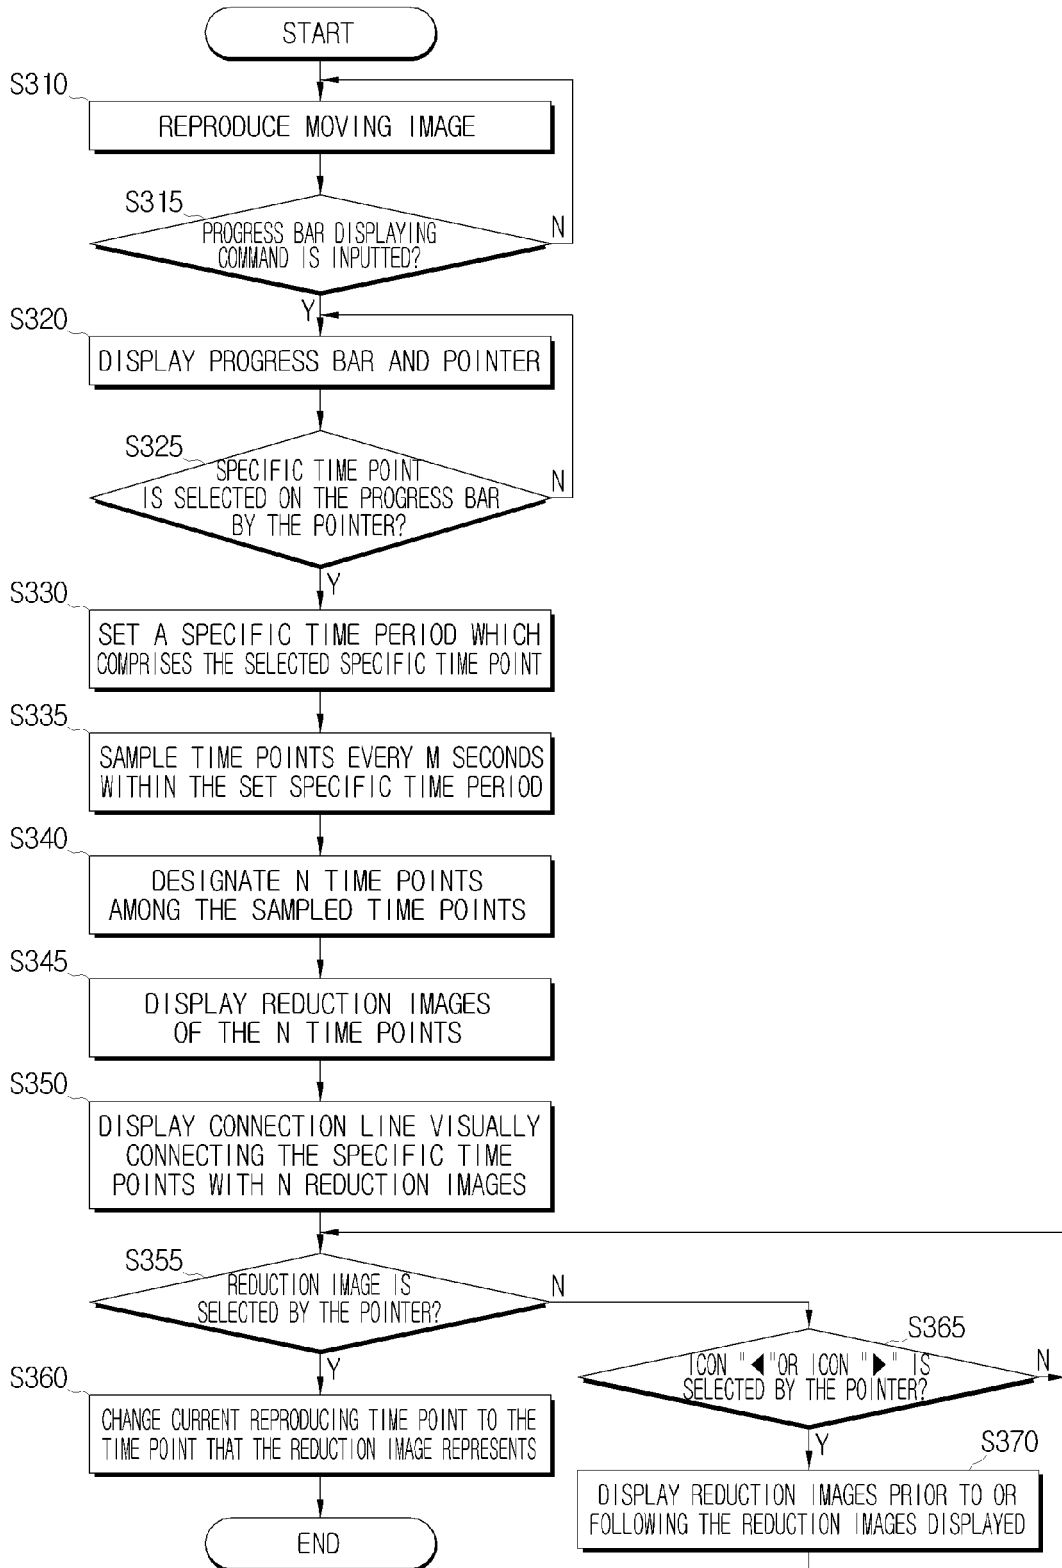 START
S310
REPRODUCE MOVING IMAGE
S315
PROGRESS BAR DISPLAYING
COMMAND IS INPUTTED?
N
Y
S320
DISPLAY PROGRESS BAR AND POINTER
S325
SPECIFIC TIME POINT
IS SELECTED ON THE PROGRESS BAR
BY THE POINTER?
N
Y
S330
SET A SPECIFIC TIME PERIOD WHICH
COMPRISES THE SELECTED SPECIFIC TIME POINT
S335
SAMPLE TIME POINTS EVERY M SECONDS
WITHIN THE SET SPECIFIC TIME PERIOD
S340
DESIGNATE N TIME POINTS
AMONG THE SAMPLED TIME POINTS
S345
DISPLAY REDUCTION IMAGES
OF THE N TIME POINTS
S350
DISPLAY CONNECTION LINE VISUALLY
CONNECTING THE SPECIFIC TIME
POINTS WITH N REDUCTION IMAGES
S355
REDUCTION IMAGE IS
SELECTED BY THE POINTER?
N
Y
S365
ICON "◀"OR ICON "▶" IS
SELECTED BY THE POINTER?
N
Y
S360
CHANGE CURRENT REPRODUCING TIME POINT TO THE
TIME POINT THAT THE REDUCTION IMAGE REPRESENTS
S370
DISPLAY REDUCTION IMAGES PRIOR TO OR
FOLLOWING THE REDUCTION IMAGES DISPLAYED
END